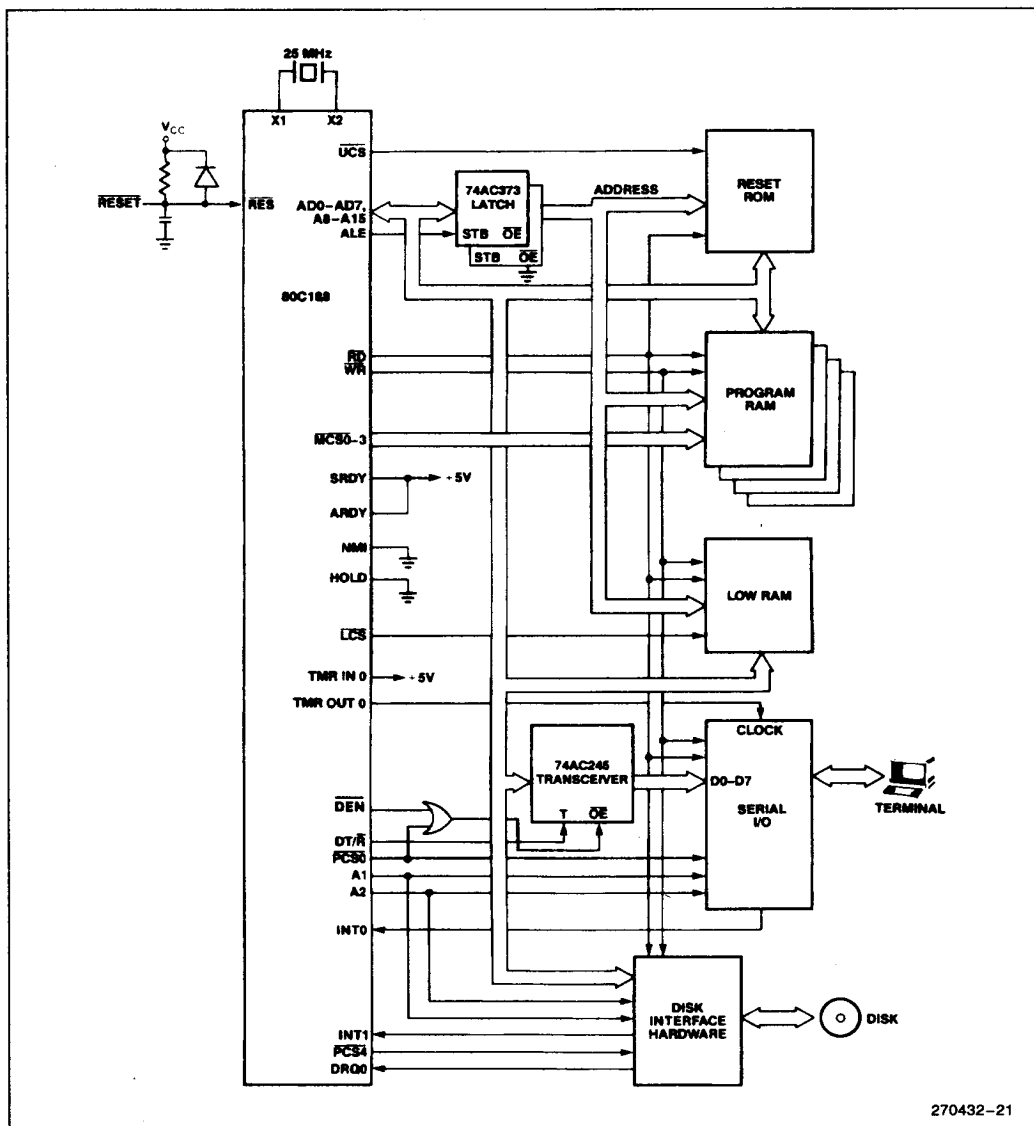 25 MHz
X1 X2
VCC
RESET
RES
UCS
AD0–AD7,
A8–A15
ALE
80C188
74AC373
LATCH
STB OE
STB OE
ADDRESS
RESET
ROM
RD
WR
PROGRAM
RAM
MCS0-3
SRDY
+5V
ARDY
NMI
HOLD
LOW RAM
LCS
TMR IN 0
+5V
TMR OUT 0
CLOCK
74AC245
TRANSCEIVER
T OE
D0–D7
SERIAL
I/O
TERMINAL
DEN
DT/R
PCS0
A1
A2
INT0
DISK
INTERFACE
HARDWARE
DISK
INT1
PCS4
DRQ0
270432–21